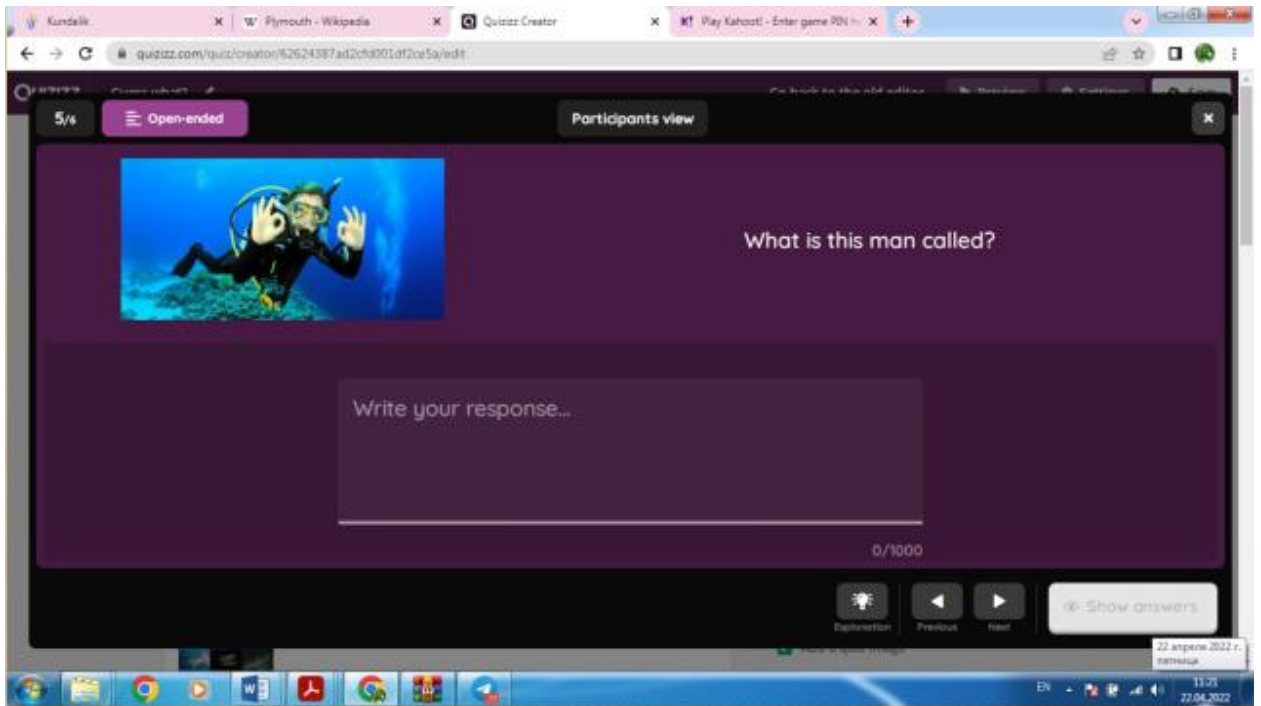 Kundalik
Plymouth - Wikipedia
Quizizz Creator
Play Kahoot! - Enter game PIN
quizizz.com/quiz/creator/62624387ad2cfd001df2ce5a/edit
5/6
Open-ended
Participants view
What is this man called?
Write your response...
0/1000
Explanation
Previous
Next
Show answers
22 апреля 2022 г.
пятница
EN
11:21
22.04.2022